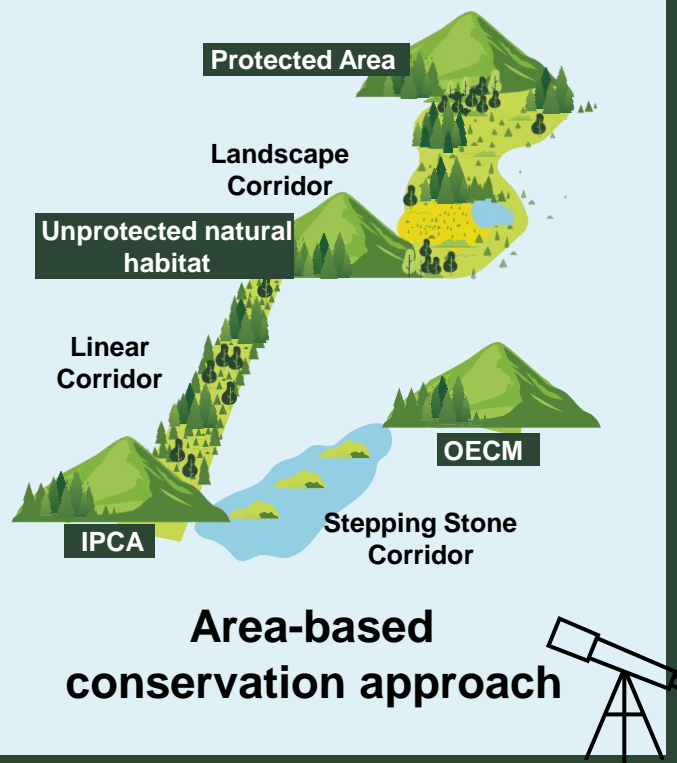 Protected Area
Landscape
Corridor
Unprotected natural
habitat
Linear
Corridor
OECM
IPCA
Stepping Stone
Corridor
Area-based
conservation approach